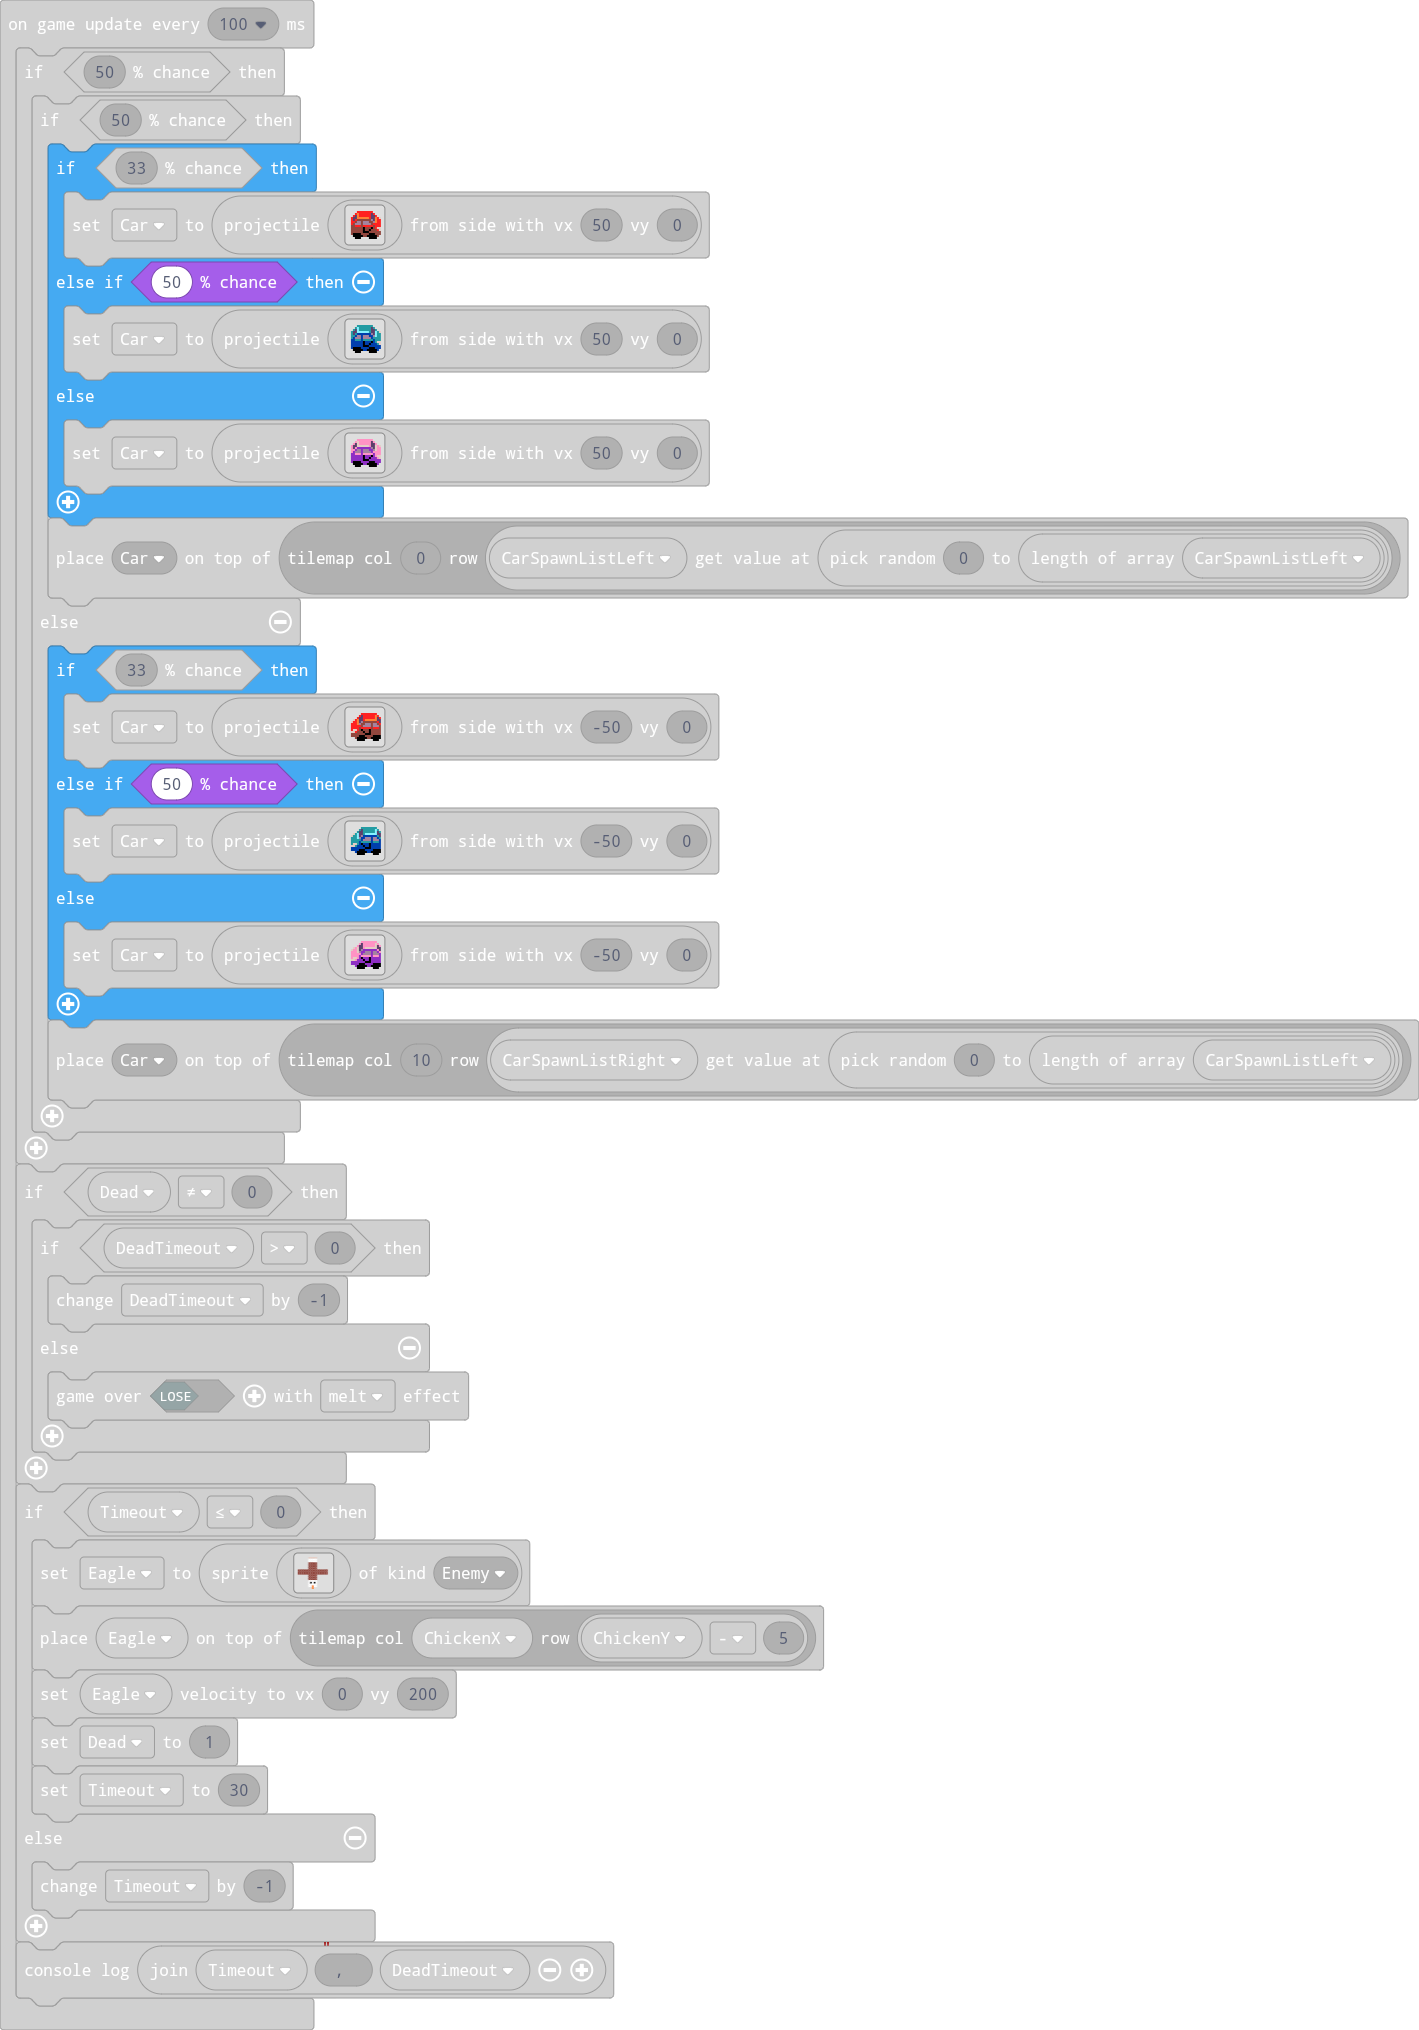 on game update every 100 ms
if 50 % chance then
if 50 % chance then
if 33 % chance then
set Car to projectile from side with vx 50 vy 0
else if 50 % chance then
set Car to projectile from side with vx 50 vy 0
else
set Car to projectile from side with vx 50 vy 0
place Car on top of tilemap col 0 row CarSpawnListLeft get value at pick random 0 to length of array CarSpawnListLeft
else
if 33 % chance then
set Car to projectile from side with vx -50 vy 0
else if 50 % chance then
set Car to projectile from side with vx -50 vy 0
else
set Car to projectile from side with vx -50 vy 0
place Car on top of tilemap col 10 row CarSpawnListRight get value at pick random 0 to length of array CarSpawnListLeft
if Dead ≠ 0 then
if DeadTimeout > 0 then
change DeadTimeout by -1
else
game over LOSE with melt effect
if Timeout ≤ 0 then
set Eagle to sprite of kind Enemy
place Eagle on top of tilemap col ChickenX row ChickenY - 5
set Eagle velocity to vx 0 vy 200
set Dead to 1
set Timeout to 30
else
change Timeout by -1
console log join Timeout " , DeadTimeout